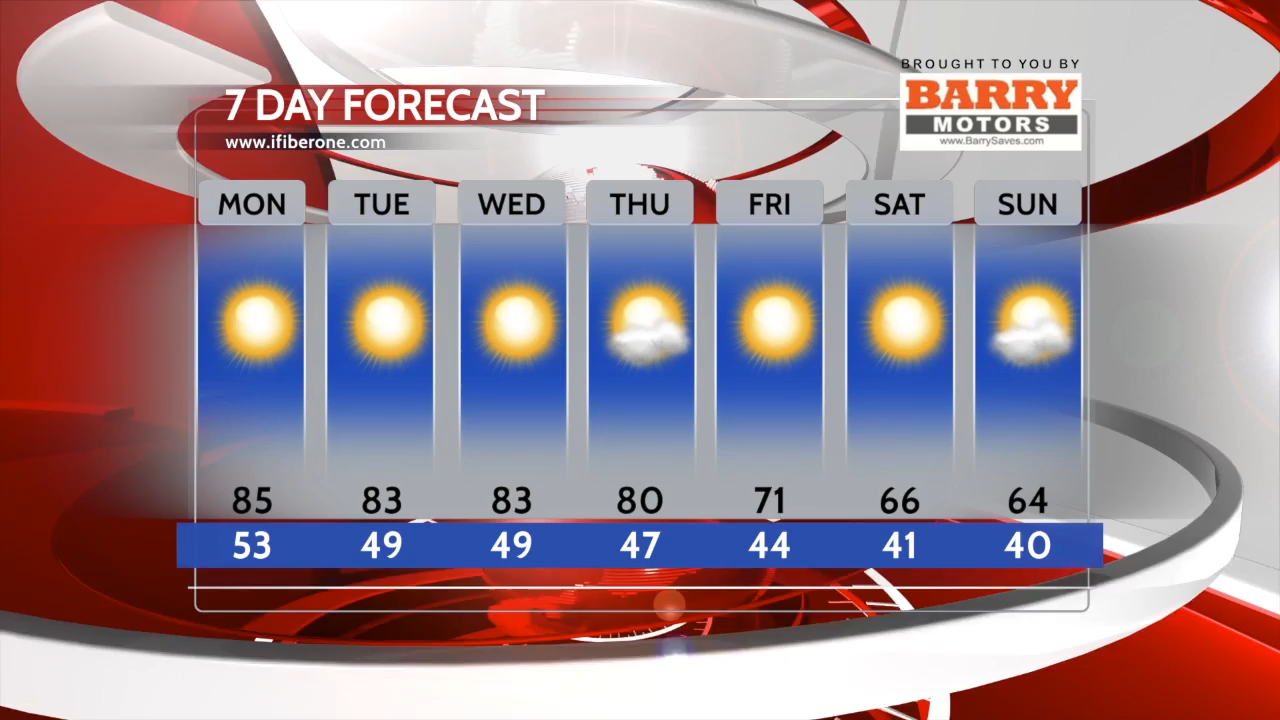 7 DAY FORECAST
www.ifiberone.com
BROUGHT TO YOU BY
BARRY
MOTORS
www.BarrySaves.com
MON TUE WED THU FRI SAT SUN
85 83 83 80 71 66 64
53 49 49 47 44 41 40